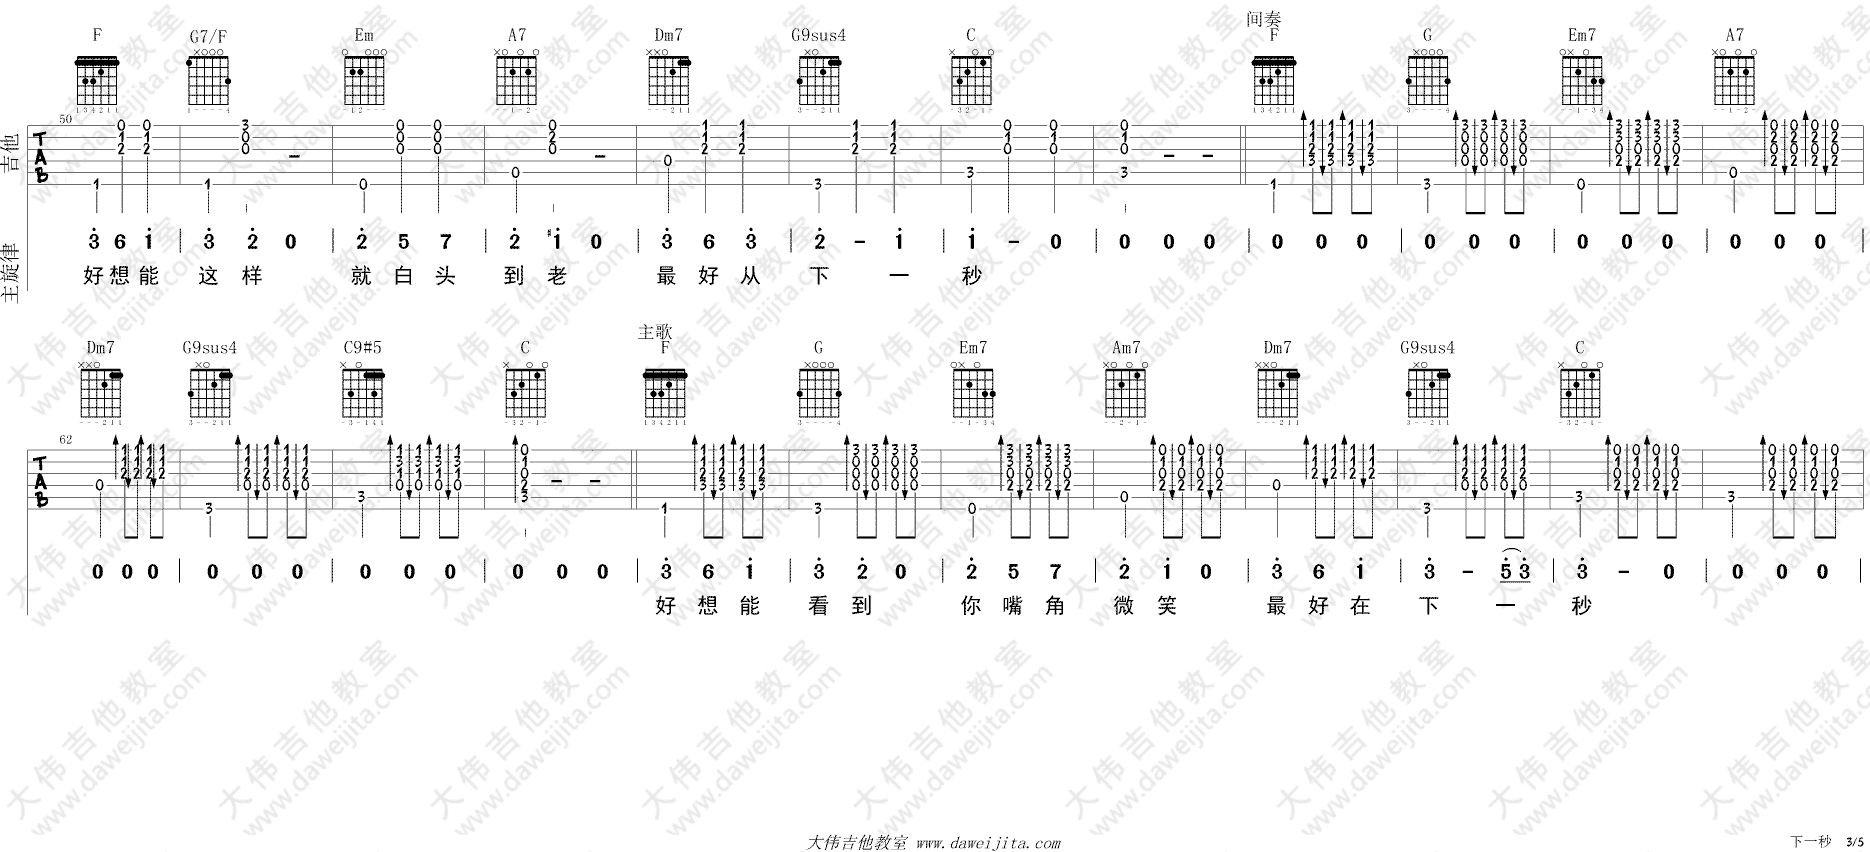 间奏
F G7/F Em A7 Dm7 G9sus4 C F G Em7 A7
50
吉他
主旋律
3 6 1 | 3 2 0 | 2 5 7 | 2 #1 0 | 3 6 3 | 2 - 1 | 1 - 0 | 0 0 0 | 0 0 0 | 0 0 0 | 0 0 0 | 0 0 0 |
好 想 能 这 样 就 白 头 到 老 最 好 从 下 一 秒
主歌
Dm7 G9sus4 C9#5 C F G Em7 Am7 Dm7 G9sus4 C
62
0 0 0 | 0 0 0 | 0 0 0 | 0 0 0 | 3 6 1 | 3 2 0 | 2 5 7 | 2 1 0 | 3 6 1 | 3 - 5 3 | 3 - 0 | 0 0 0 |
好 想 能 看 到 你 嘴 角 微 笑 最 好 在 下 一 秒
大伟吉他教室 www.daweijita.com
下一秒 3/5